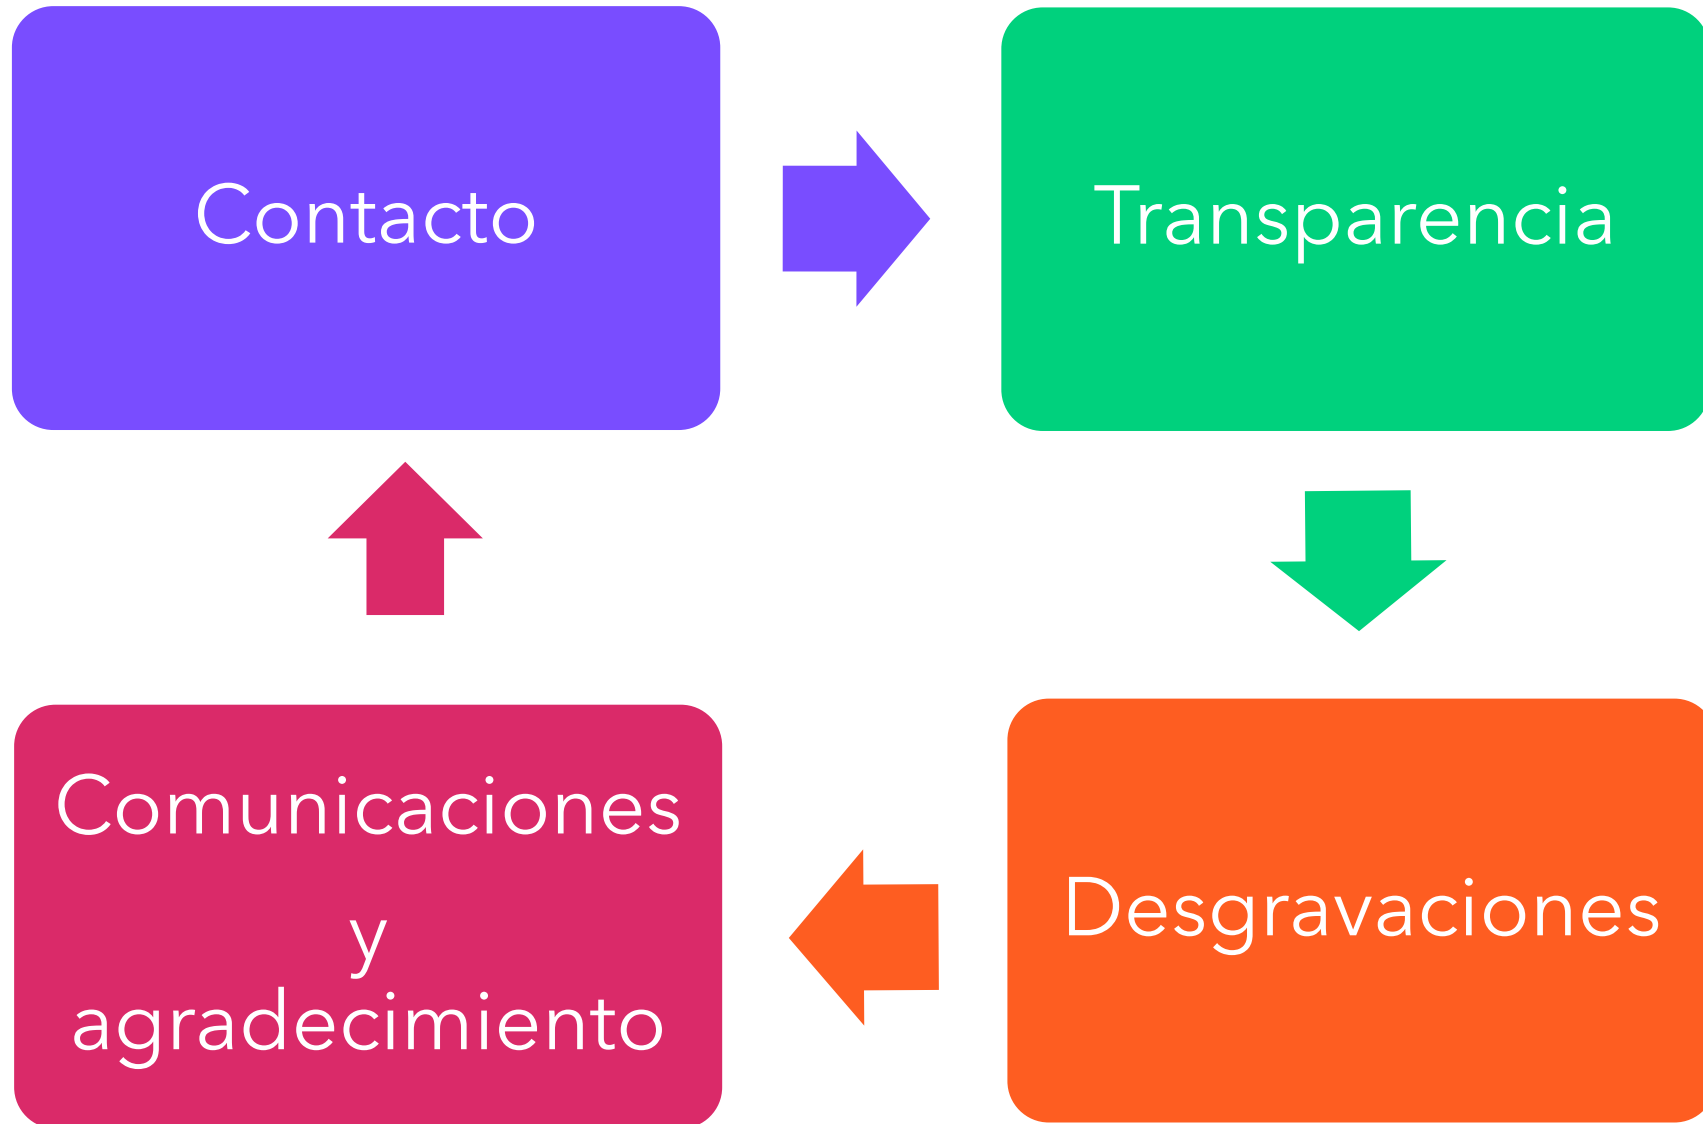 Contacto
Transparencia
Comunicaciones
y
agradecimiento
Desgravaciones